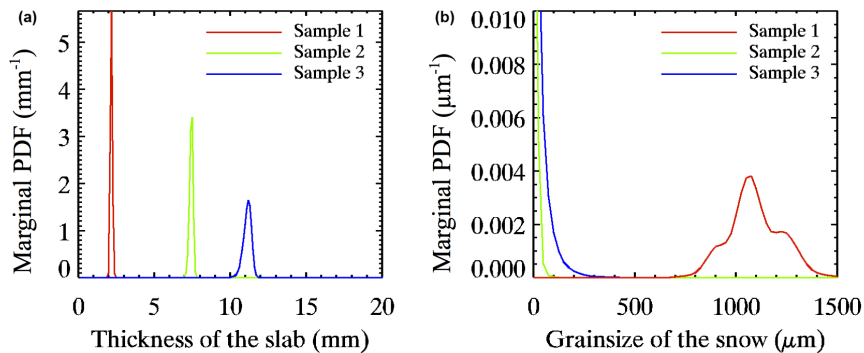 (a)
Marginal PDF (mm⁻¹)
5
4
3
2
1
0
Sample 1
Sample 2
Sample 3
0 5 10 15 20
Thickness of the slab (mm)
(b)
Marginal PDF (μm⁻¹)
0.010
0.008
0.006
0.004
0.002
0.000
Sample 1
Sample 2
Sample 3
0 500 1000 1500
Grainsize of the snow (μm)